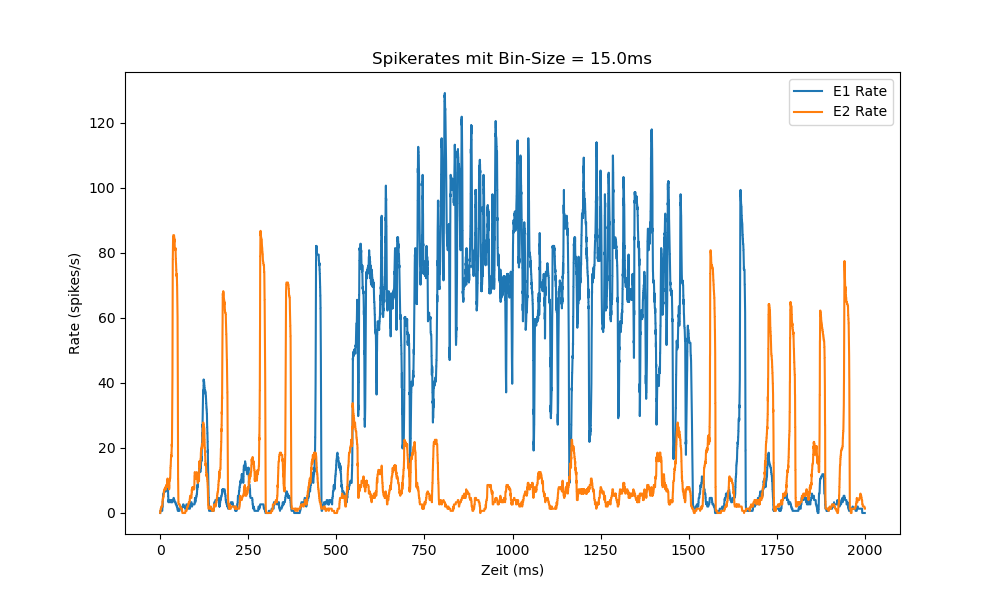 Spikerates mit Bin-Size = 15.0ms
E1 Rate
E2 Rate
120
100
80
60
40
20
0
Rate (spikes/s)
0 250 500 750 1000 1250 1500 1750 2000
Zeit (ms)